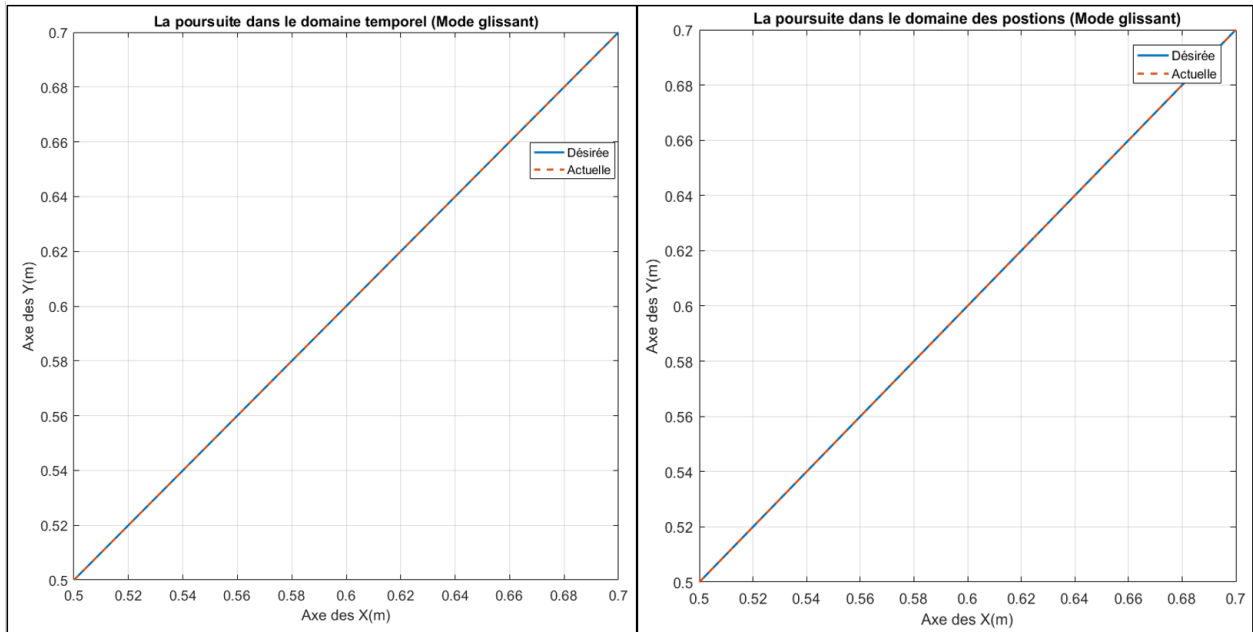 La poursuite dans le domaine temporel (Mode glissant)
0.7
0.68
0.66
0.64
0.62
0.6
0.58
0.56
0.54
0.52
0.5
Axe des Y(m)
Désirée
Actuelle
0.5 0.52 0.54 0.56 0.58 0.6 0.62 0.64 0.66 0.68 0.7
Axe des X(m)
La poursuite dans le domaine des postions (Mode glissant)
0.7
0.68
0.66
0.64
0.62
0.6
0.58
0.56
0.54
0.52
0.5
Axe des Y(m)
Désirée
Actuelle
0.5 0.52 0.54 0.56 0.58 0.6 0.62 0.64 0.66 0.68 0.7
Axe des X(m)